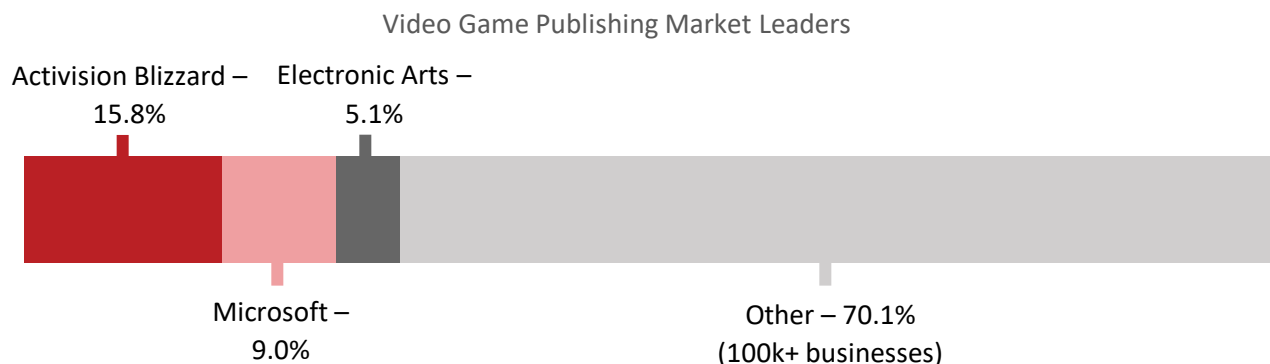 Video Game Publishing Market Leaders
Activision Blizzard –
15.8%
Electronic Arts –
5.1%
Microsoft –
9.0%
Other – 70.1%
(100k+ businesses)